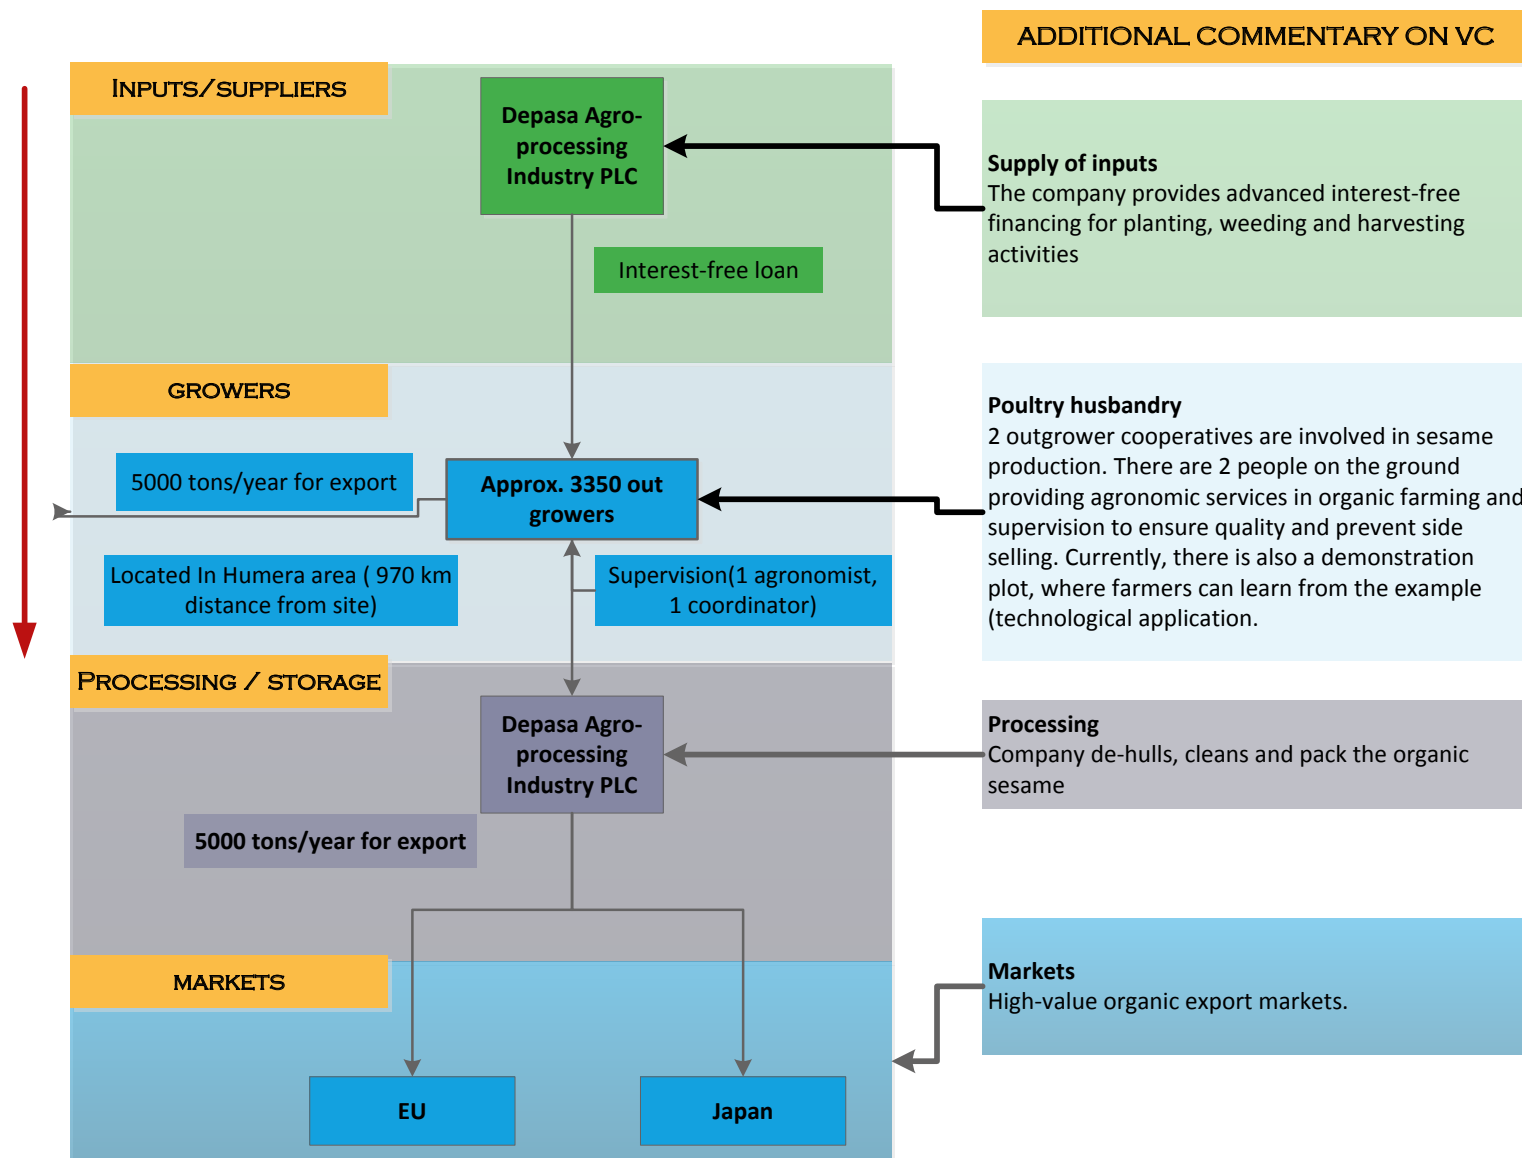 ADDITIONAL COMMENTARY ON VC
INPUTS/SUPPLIERS
Depasa Agro-
processing
Industry PLC
Interest-free loan
Supply of inputs
The company provides advanced interest-free
financing for planting, weeding and harvesting
activities
GROWERS
5000 tons/year for export
Approx. 3350 out
growers
Located In Humera area ( 970 km
distance from site)
Supervision(1 agronomist,
1 coordinator)
Poultry husbandry
2 outgrower cooperatives are involved in sesame
production. There are 2 people on the ground
providing agronomic services in organic farming and
supervision to ensure quality and prevent side
selling. Currently, there is also a demonstration
plot, where farmers can learn from the example
(technological application.
PROCESSING / STORAGE
Depasa Agro-
processing
Industry PLC
5000 tons/year for export
Processing
Company de-hulls, cleans and pack the organic
sesame
MARKETS
EU
Japan
Markets
High-value organic export markets.